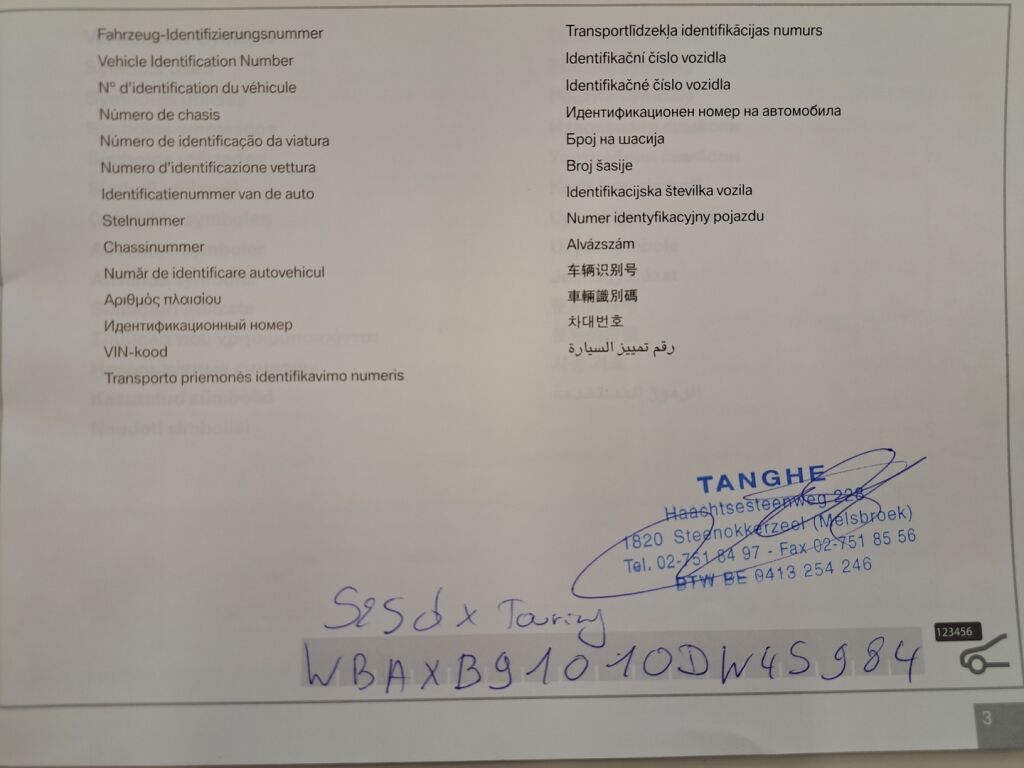 Fahrzeug-Identifizierungsnummer
Vehicle Identification Number
N° d'identification du véhicule
Número de chasis
Número de identificação da viatura
Numero d'identificazione vettura
Identificatienummer van de auto
Stelnummer
Chassinummer
Număr de identificare autovehicul
Αριθμός πλαισίου
Идентификационный номер
VIN-kood
Transporto priemonės identifikavimo numeris
Transportlīdzekļa identifikācijas numurs
Identifikační číslo vozidla
Identifikačné číslo vozidla
Идентификационен номер на автомобила
Број на шасија
Broj šasije
Identifikacijska številka vozila
Numer identyfikacyjny pojazdu
Alvázszám
车辆识别号
車輛識別碼
차대번호
رقم تمييز السيارة
TANGHE
Haachtsesteenweg
1820 Steenokkerzeel (Melsbroek)
Tel. 02-751 84 97 - Fax 02-751 85 56
BTW BE 0413 254 246
525d x Touring
WBAXB91010DW45984
123456
3